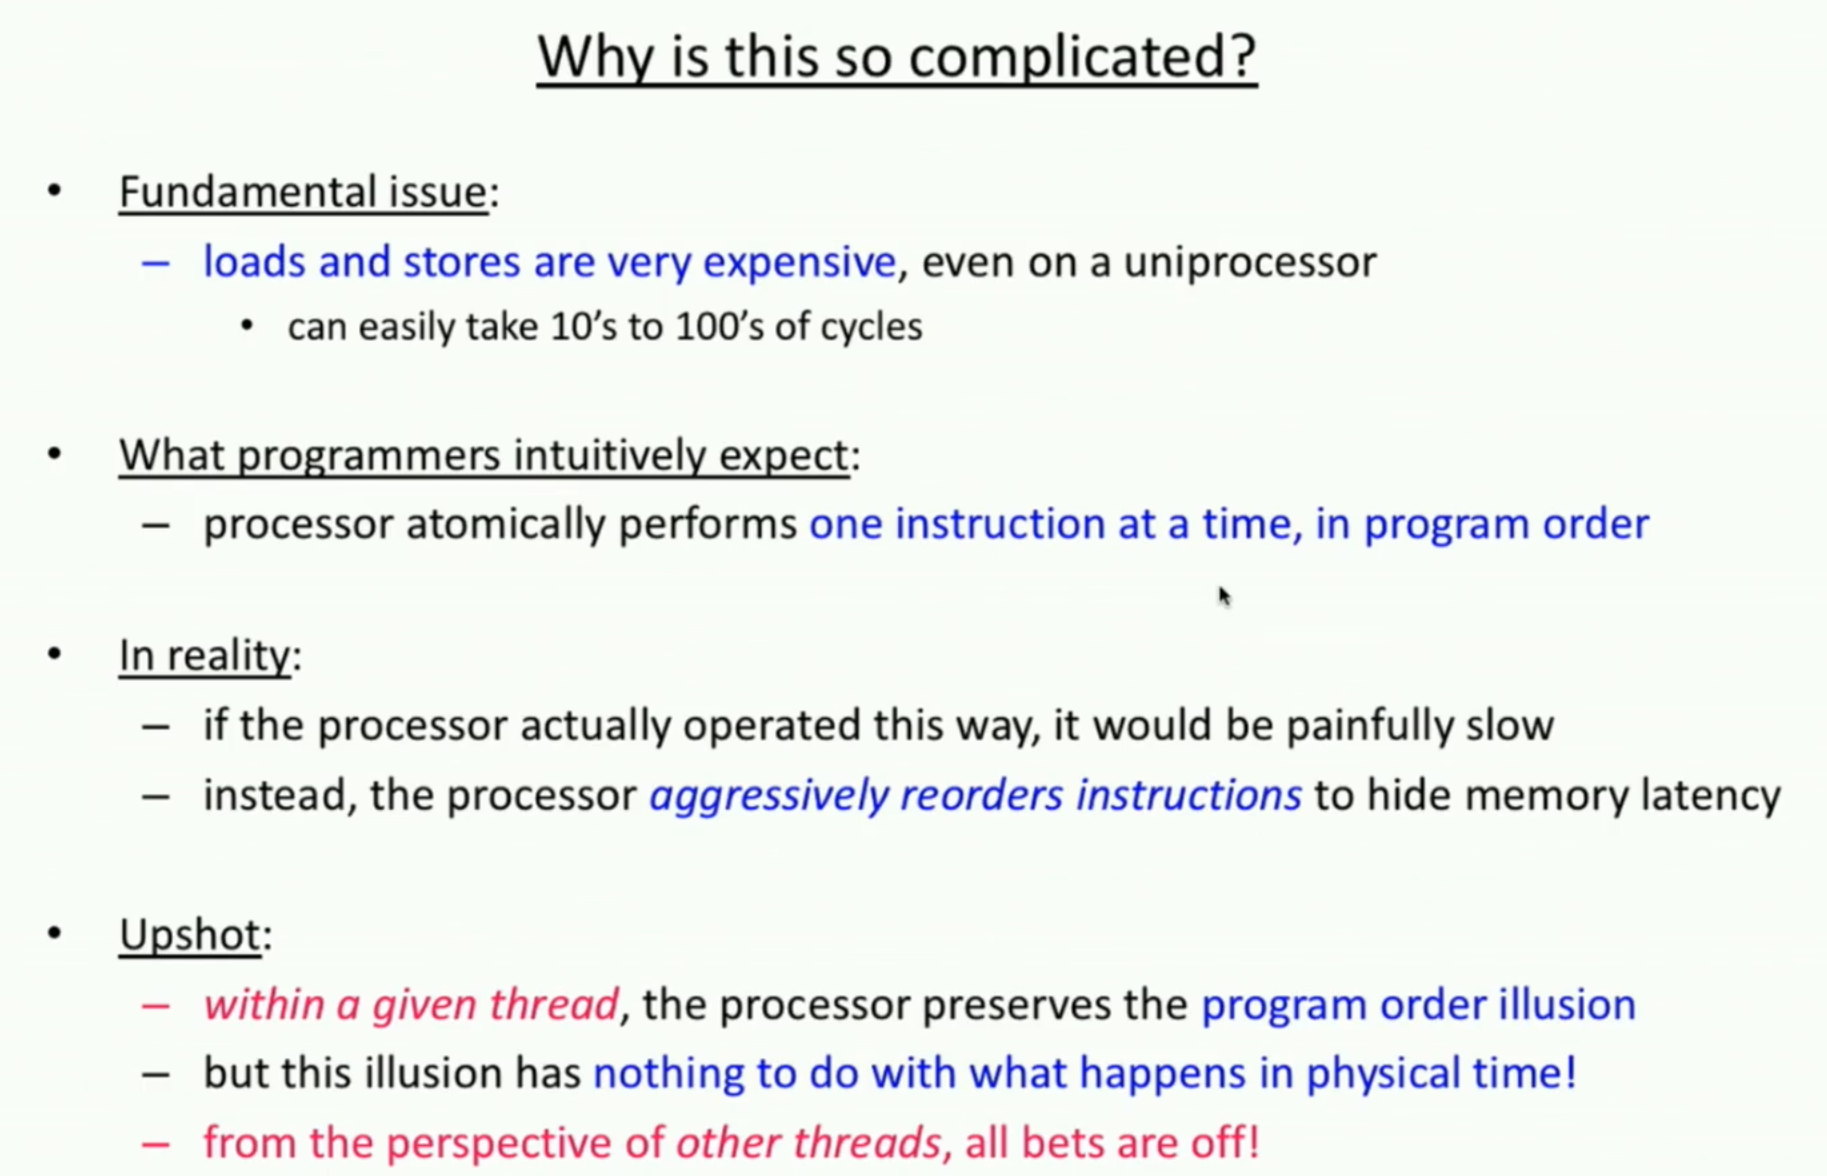 Why is this so complicated?
• Fundamental issue:
– loads and stores are very expensive, even on a uniprocessor
• can easily take 10’s to 100’s of cycles
• What programmers intuitively expect:
– processor atomically performs one instruction at a time, in program order
• In reality:
– if the processor actually operated this way, it would be painfully slow
– instead, the processor aggressively reorders instructions to hide memory latency
• Upshot:
– within a given thread, the processor preserves the program order illusion
– but this illusion has nothing to do with what happens in physical time!
– from the perspective of other threads, all bets are off!